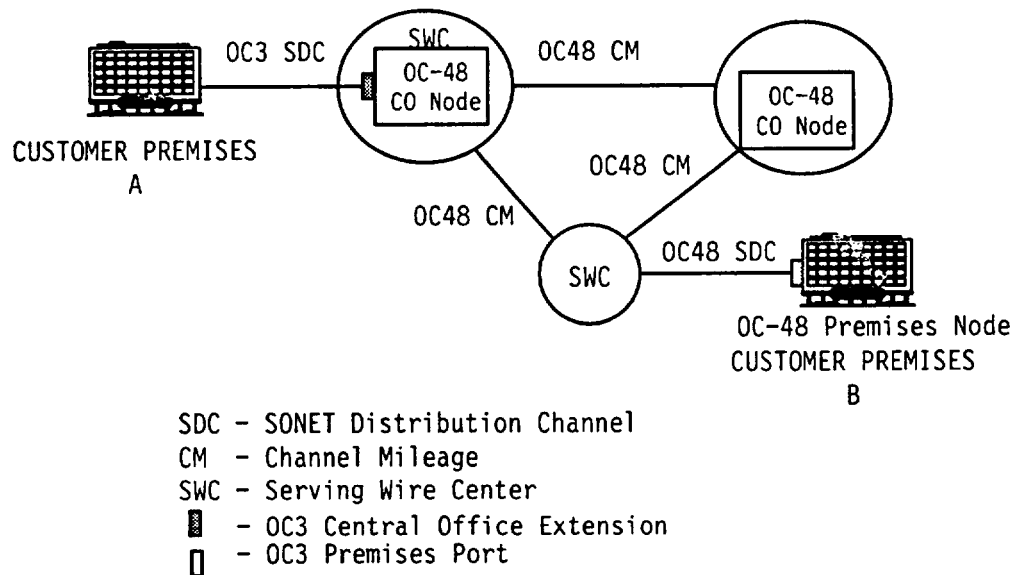 OC3 SDC
SWC
OC-48
CO Node
OC48 CM
OC-48
CO Node
CUSTOMER PREMISES
A
OC48 CM
OC48 CM
SWC
OC48 SDC
OC-48 Premises Node
CUSTOMER PREMISES
B
SDC - SONET Distribution Channel
CM - Channel Mileage
SWC - Serving Wire Center
- OC3 Central Office Extension
- OC3 Premises Port